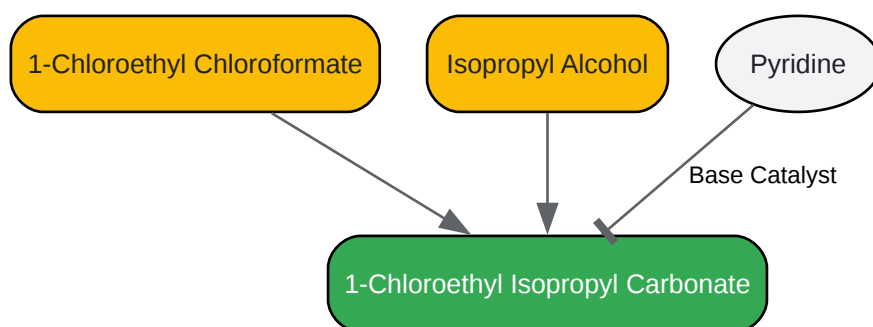 1-Chloroethyl Chloroformate
Isopropyl Alcohol
Pyridine
Base Catalyst
1-Chloroethyl Isopropyl Carbonate